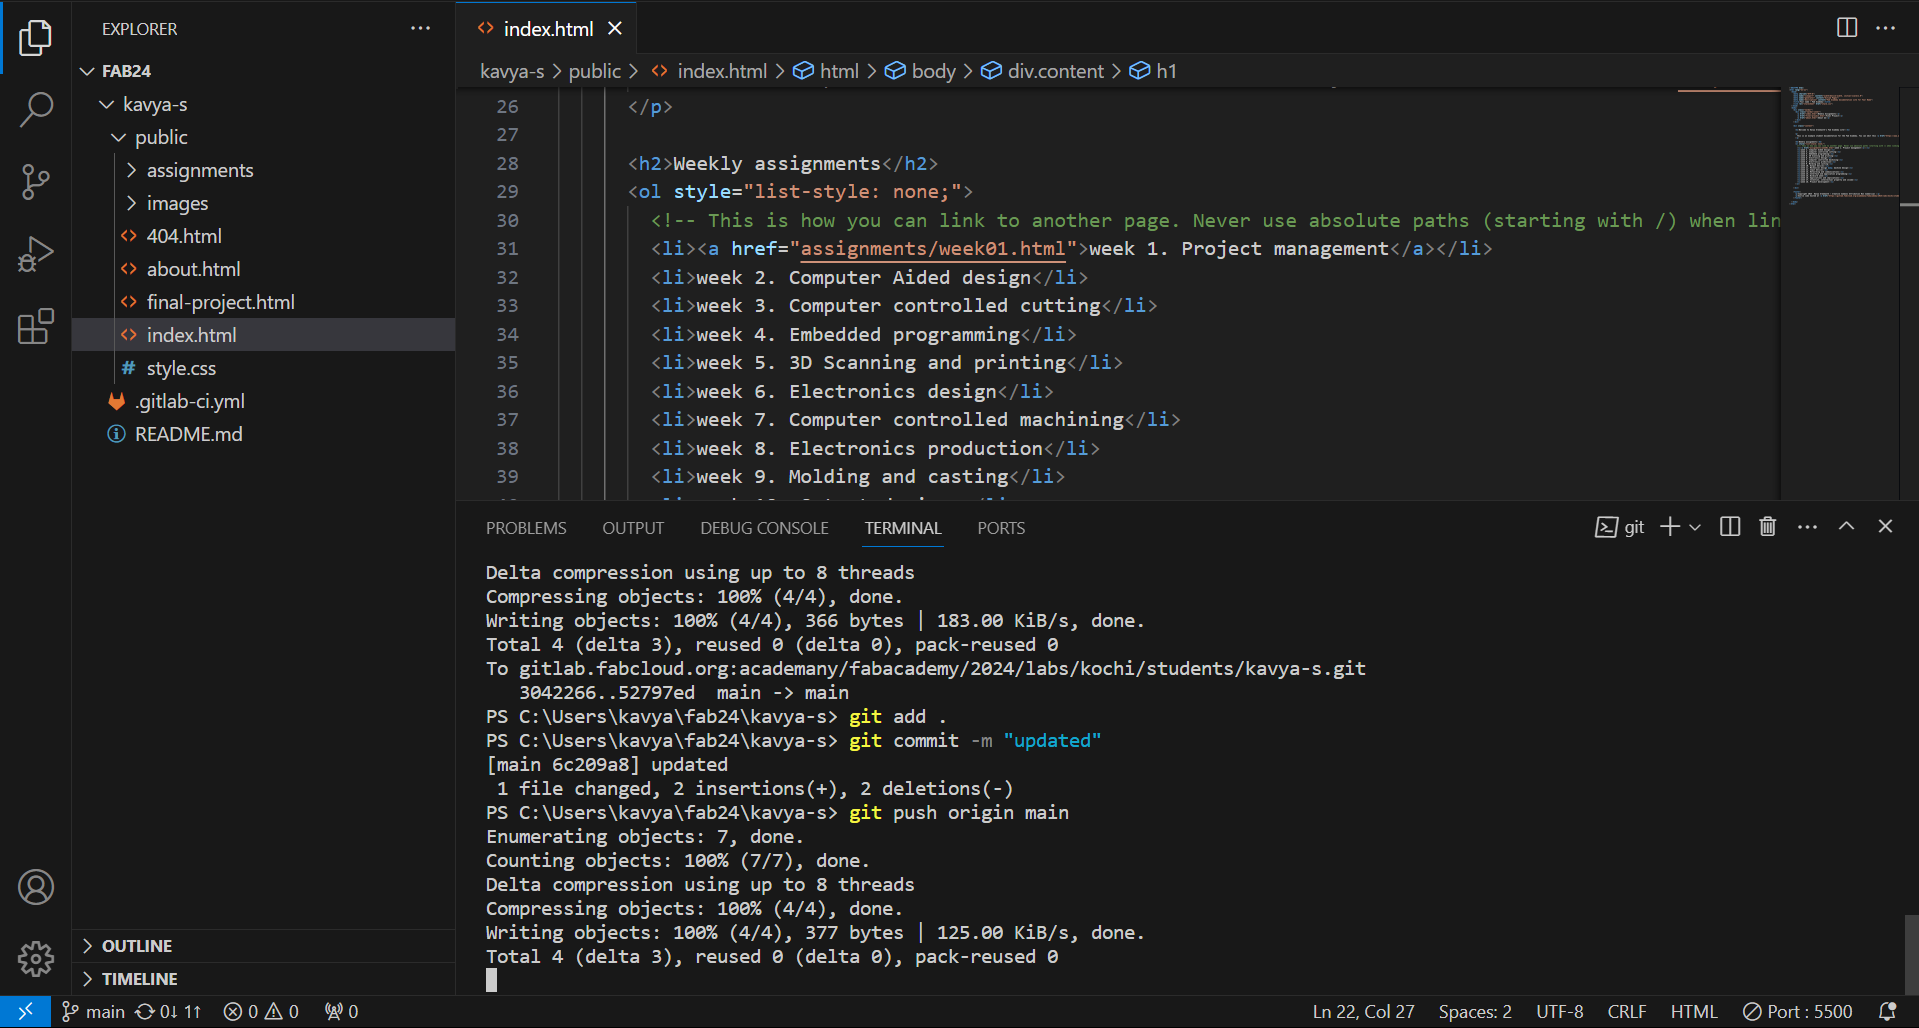 EXPLORER
FAB24
kavya-s
public
assignments
images
404.html
about.html
final-project.html
index.html
style.css
.gitlab-ci.yml
README.md
OUTLINE
TIMELINE
index.html
kavya-s > public > index.html > html > body > div.content > h1
26 </p>
27
28 <h2>Weekly assignments</h2>
29 <ol style="list-style: none;">
30 <!-- This is how you can link to another page. Never use absolute paths (starting with /) when lin
31 <li><a href="assignments/week01.html">week 1. Project management</a></li>
32 <li>week 2. Computer Aided design</li>
33 <li>week 3. Computer controlled cutting</li>
34 <li>week 4. Embedded programming</li>
35 <li>week 5. 3D Scanning and printing</li>
36 <li>week 6. Electronics design</li>
37 <li>week 7. Computer controlled machining</li>
38 <li>week 8. Electronics production</li>
39 <li>week 9. Molding and casting</li>
PROBLEMS OUTPUT DEBUG CONSOLE TERMINAL PORTS
git
Delta compression using up to 8 threads
Compressing objects: 100% (4/4), done.
Writing objects: 100% (4/4), 366 bytes | 183.00 KiB/s, done.
Total 4 (delta 3), reused 0 (delta 0), pack-reused 0
To gitlab.fabcloud.org:academany/fabacademy/2024/labs/kochi/students/kavya-s.git
3042266..52797ed main -> main
PS C:\Users\kavya\fab24\kavya-s> git add .
PS C:\Users\kavya\fab24\kavya-s> git commit -m "updated"
[main 6c209a8] updated
1 file changed, 2 insertions(+), 2 deletions(-)
PS C:\Users\kavya\fab24\kavya-s> git push origin main
Enumerating objects: 7, done.
Counting objects: 100% (7/7), done.
Delta compression using up to 8 threads
Compressing objects: 100% (4/4), done.
Writing objects: 100% (4/4), 377 bytes | 125.00 KiB/s, done.
Total 4 (delta 3), reused 0 (delta 0), pack-reused 0
main 0↓ 1↑ 0 0 0 Ln 22, Col 27 Spaces: 2 UTF-8 CRLF HTML Port : 5500